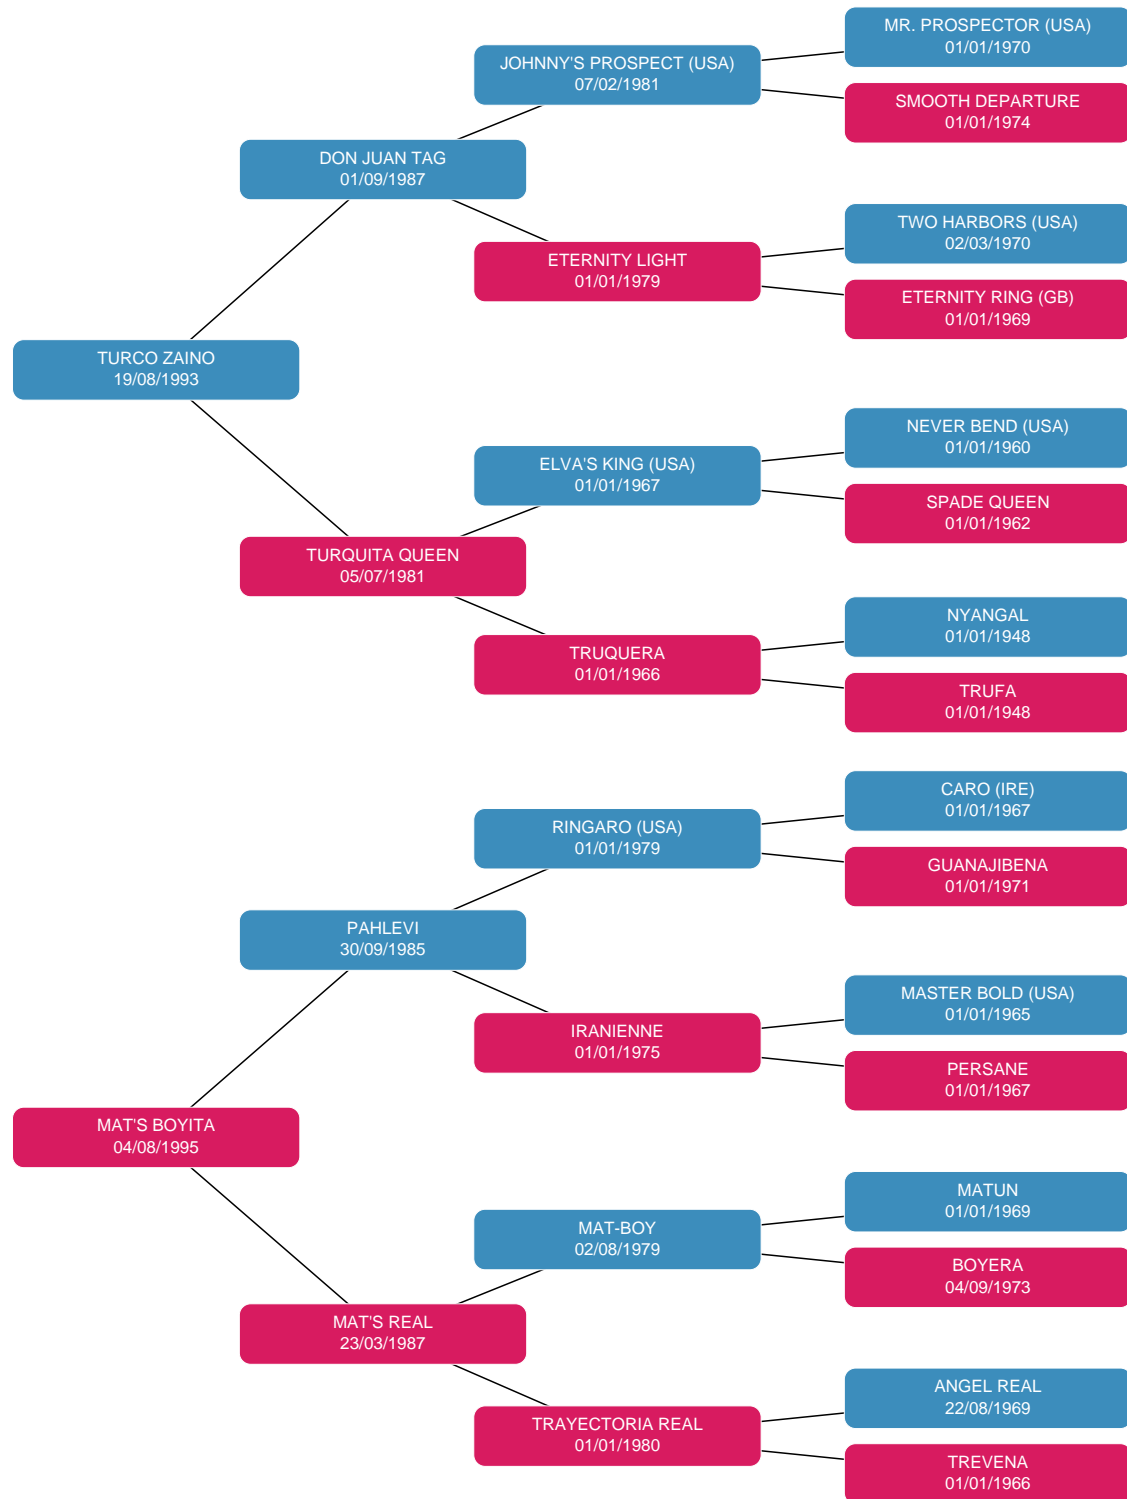 MR. PROSPECTOR (USA)
01/01/1970
JOHNNY'S PROSPECT (USA)
07/02/1981
SMOOTH DEPARTURE
01/01/1974
DON JUAN TAG
01/09/1987
TWO HARBORS (USA)
02/03/1970
ETERNITY LIGHT
01/01/1979
ETERNITY RING (GB)
01/01/1969
TURCO ZAINO
19/08/1993
NEVER BEND (USA)
01/01/1960
ELVA'S KING (USA)
01/01/1967
SPADE QUEEN
01/01/1962
TURQUITA QUEEN
05/07/1981
NYANGAL
01/01/1948
TRUQUERA
01/01/1966
TRUFA
01/01/1948
CARO (IRE)
01/01/1967
RINGARO (USA)
01/01/1979
GUANAJIBENA
01/01/1971
PAHLEVI
30/09/1985
MASTER BOLD (USA)
01/01/1965
IRANIENNE
01/01/1975
PERSANE
01/01/1967
MAT'S BOYITA
04/08/1995
MATUN
01/01/1969
MAT-BOY
02/08/1979
BOYERA
04/09/1973
MAT'S REAL
23/03/1987
ANGEL REAL
22/08/1969
TRAYECTORIA REAL
01/01/1980
TREVENA
01/01/1966